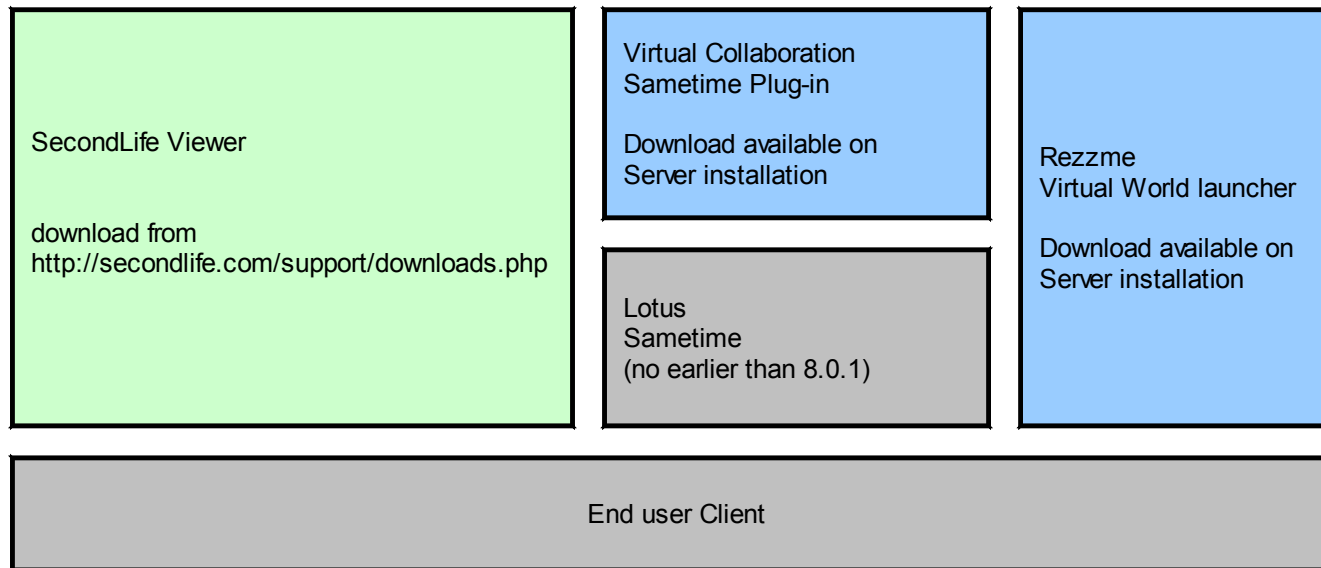 SecondLife Viewer
download from
http://secondlife.com/support/downloads.php
Virtual Collaboration
Sametime Plug-in
Download available on
Server installation
Lotus
Sametime
(no earlier than 8.0.1)
Rezzme
Virtual World launcher
Download available on
Server installation
End user Client